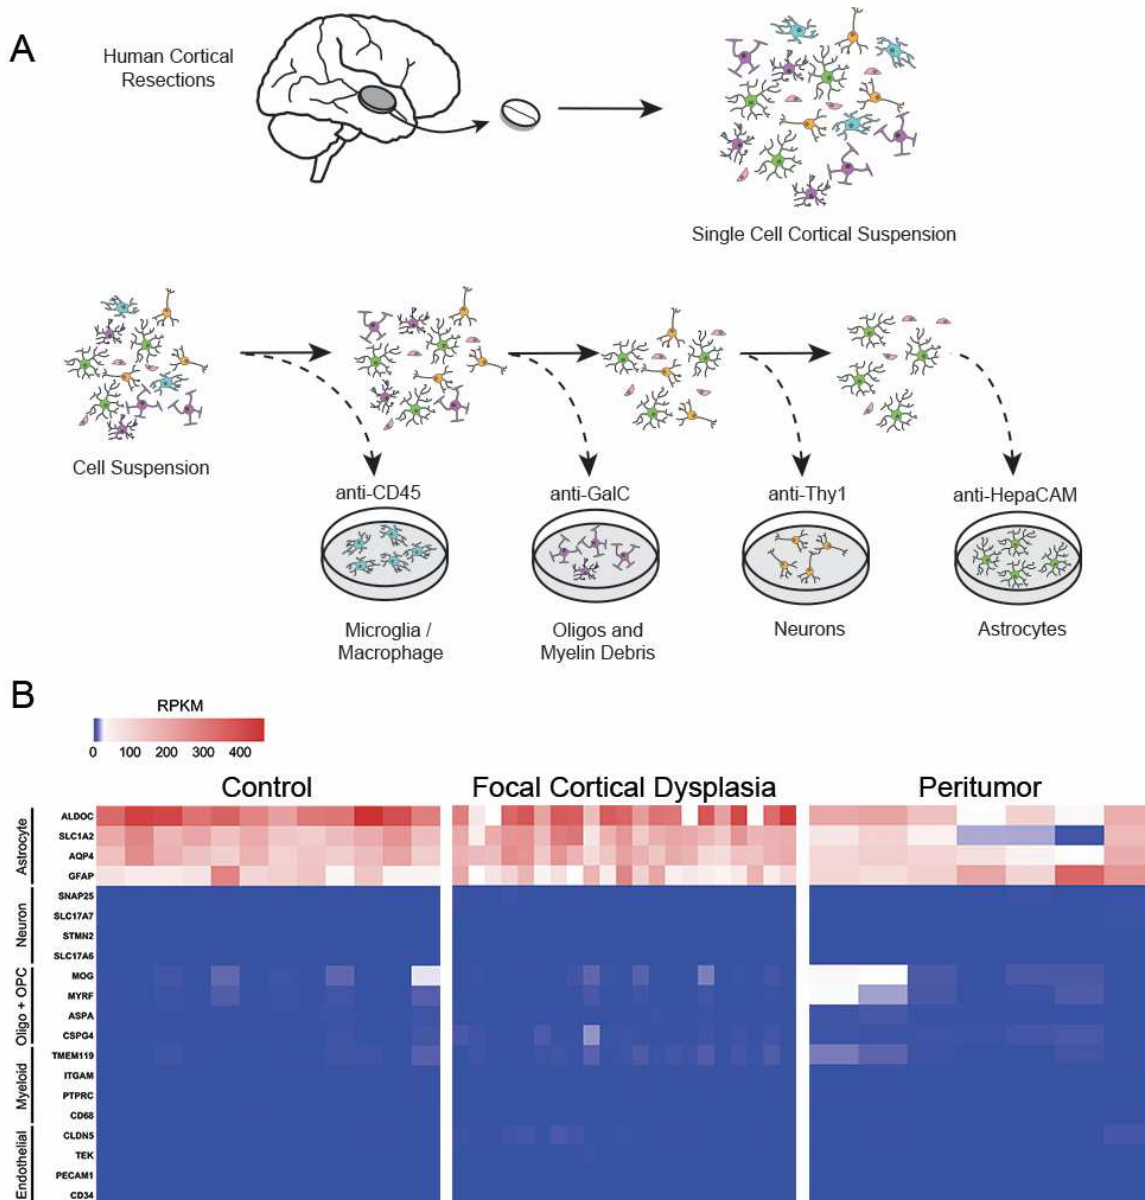 A
Human Cortical
Resections
Single Cell Cortical Suspension
Cell Suspension
anti-CD45
anti-GalC
anti-Thy1
anti-HepaCAM
Microglia /
Macrophage
Oligos and
Myelin Debris
Neurons
Astrocytes
B
RPKM
0 100 200 300 400
Control
Focal Cortical Dysplasia
Peritumor
Astrocyte
ALDOC
SLC1A2
AQP4
GFAP
Neuron
SNAP25
SLC17A7
STMN2
SLC17A6
Oligo + OPC
MOG
MYRF
ASPA
CSPG4
Myeloid
TMEM119
ITGAM
PTPRC
CD68
Endothelial
CLDN5
TEK
PECAM1
CD34